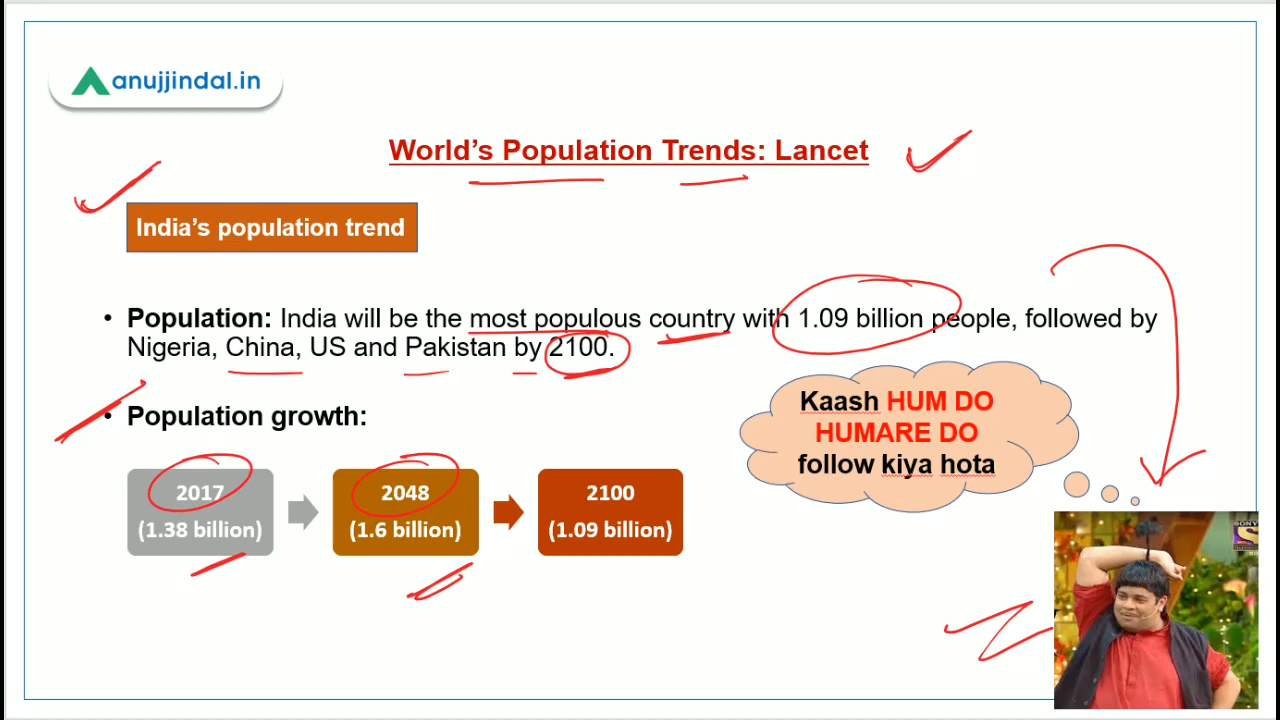 anujjindal.in
World's Population Trends: Lancet
India's population trend
• Population: India will be the most populous country with 1.09 billion people, followed by
Nigeria, China, US and Pakistan by 2100.
• Population growth:
Kaash HUM DO
HUMARE DO
follow kiya hota
2017
(1.38 billion)
2048
(1.6 billion)
2100
(1.09 billion)
SONY